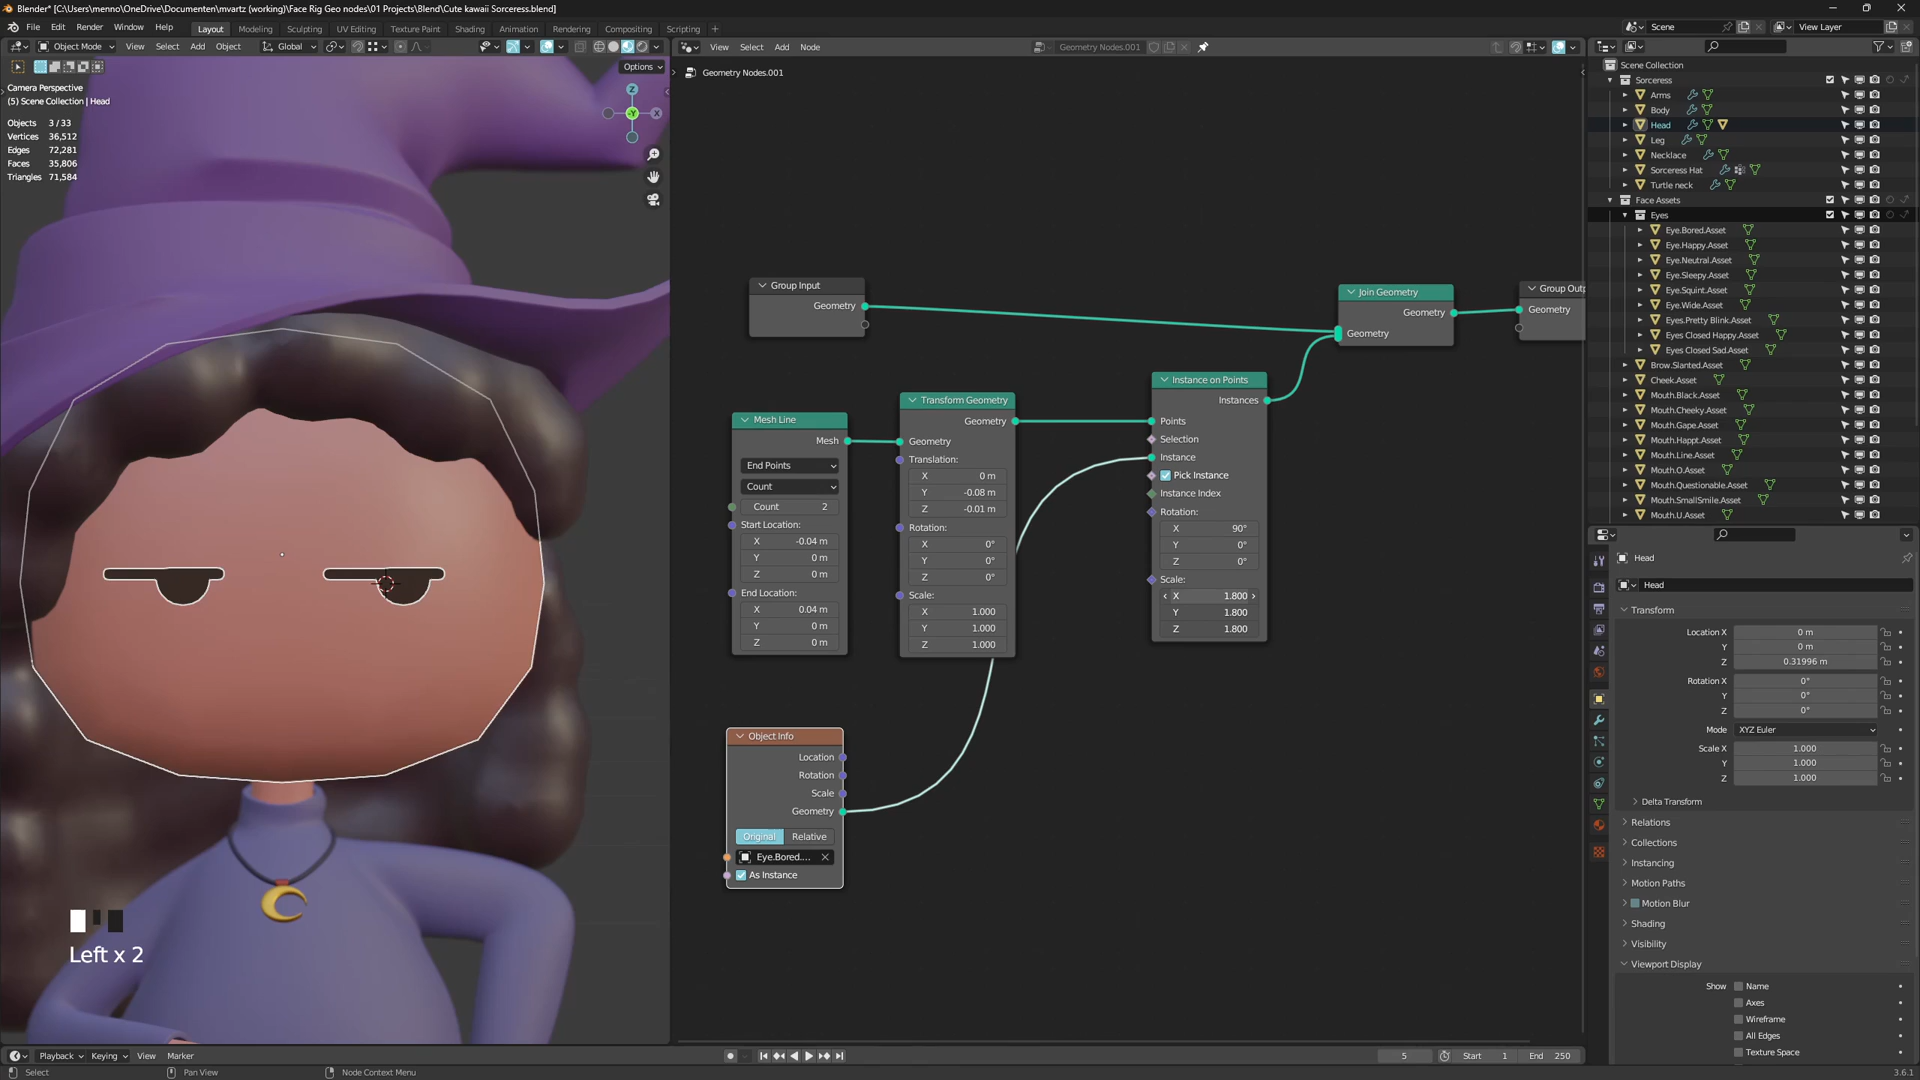 Blender* [C:\Users\menno\OneDrive\Documenten\mvartz (working)\Face Rig Geo nodes\01 Projects\Blend\Cute kawaii Sorceress.blend]
File Edit Render Window Help Layout Modeling Sculpting UV Editing Texture Paint Shading Animation Rendering Compositing Scripting + Scene View Layer
Object Mode View Select Add Object Global View Select Add Node Geometry Nodes.001
Options
Geometry Nodes.001
Camera Perspective
(5) Scene Collection | Head
Objects 3 / 33
Vertices 36,512
Edges 72,281
Faces 35,806
Triangles 71,584
Z
Y
X
Left x 2
Group Input
Geometry
Join Geometry
Geometry
Geometry
Group Outp
Geometry
Mesh Line
Mesh
End Points
Count
Count 2
Start Location:
X -0.04 m
Y 0 m
Z 0 m
End Location:
X 0.04 m
Y 0 m
Z 0 m
Transform Geometry
Geometry
Geometry
Translation:
X 0 m
Y -0.08 m
Z -0.01 m
Rotation:
X 0°
Y 0°
Z 0°
Scale:
X 1.000
Y 1.000
Z 1.000
Instance on Points
Instances
Points
Selection
Instance
Pick Instance
Instance Index
Rotation:
X 90°
Y 0°
Z 0°
Scale:
X 1.800
Y 1.800
Z 1.800
Object Info
Location
Rotation
Scale
Geometry
Original Relative
Eye.Bored....
As Instance
Scene Collection
Sorceress
Arms
Body
Head
Leg
Necklace
Sorceress Hat
Turtle neck
Face Assets
Eyes
Eye.Bored.Asset
Eye.Happy.Asset
Eye.Neutral.Asset
Eye.Sleepy.Asset
Eye.Squint.Asset
Eye.Wide.Asset
Eyes.Pretty Blink.Asset
Eyes Closed Happy.Asset
Eyes Closed Sad.Asset
Brow.Slanted.Asset
Cheek.Asset
Mouth.Black.Asset
Mouth.Cheeky.Asset
Mouth.Gape.Asset
Mouth.Happt.Asset
Mouth.Line.Asset
Mouth.O.Asset
Mouth.Questionable.Asset
Mouth.SmallSmile.Asset
Mouth.U.Asset
Head
Head
Transform
Location X 0 m
Y 0 m
Z 0.31996 m
Rotation X 0°
Y 0°
Z 0°
Mode XYZ Euler
Scale X 1.000
Y 1.000
Z 1.000
Delta Transform
Relations
Collections
Instancing
Motion Paths
Motion Blur
Shading
Visibility
Viewport Display
Show Name
Axes
Wireframe
All Edges
Texture Space
Playback Keying View Marker 5 Start 1 End 250
Select Pan View Node Context Menu 3.6.1